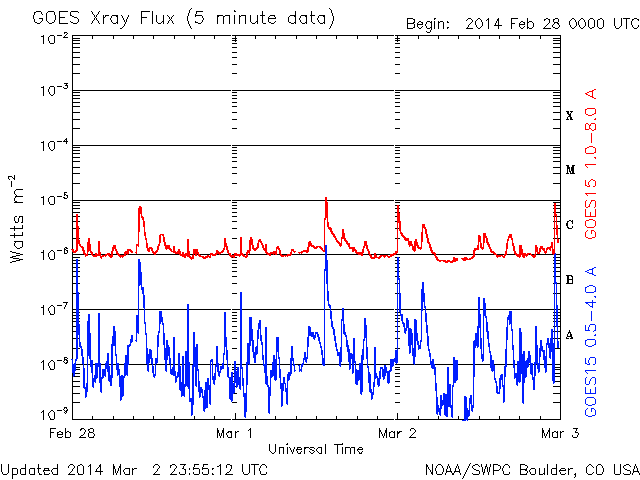 GOES Xray Flux (5 minute data)
Begin: 2014 Feb 28 0000 UTC
10-2
10-3
10-4
10-5
10-6
10-7
10-8
10-9
Watts m-2
X
M
C
B
A
GOES15 1.0-8.0 A
GOES15 0.5-4.0 A
Feb 28
Mar 1
Mar 2
Mar 3
Universal Time
Updated 2014 Mar 2 23:55:12 UTC
NOAA/SWPC Boulder, CO USA